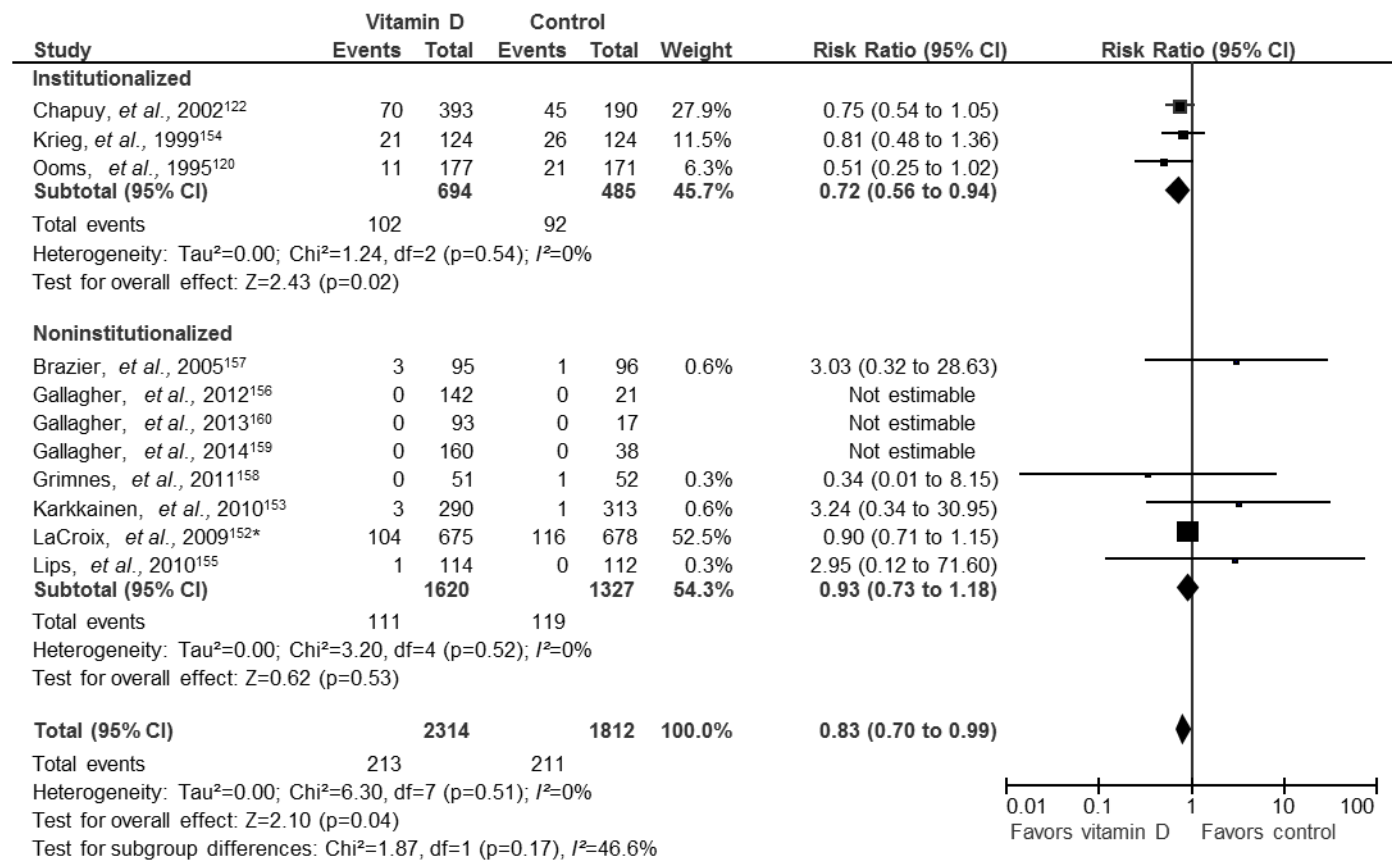 Vitamin D Control
Study Events Total Events Total Weight Risk Ratio (95% CI) Risk Ratio (95% CI)
Institutionalized
Chapuy, et al., 2002¹²² 70 393 45 190 27.9% 0.75 (0.54 to 1.05)
Krieg, et al., 1999¹⁵⁴ 21 124 26 124 11.5% 0.81 (0.48 to 1.36)
Ooms, et al., 1995¹²⁰ 11 177 21 171 6.3% 0.51 (0.25 to 1.02)
Subtotal (95% CI) 694 485 45.7% 0.72 (0.56 to 0.94)
Total events 102 92
Heterogeneity: Tau²=0.00; Chi²=1.24, df=2 (p=0.54); I²=0%
Test for overall effect: Z=2.43 (p=0.02)
Noninstitutionalized
Brazier, et al., 2005¹⁵⁷ 3 95 1 96 0.6% 3.03 (0.32 to 28.63)
Gallagher, et al., 2012¹⁵⁶ 0 142 0 21 Not estimable
Gallagher, et al., 2013¹⁶⁰ 0 93 0 17 Not estimable
Gallagher, et al., 2014¹⁵⁹ 0 160 0 38 Not estimable
Grimnes, et al., 2011¹⁵⁸ 0 51 1 52 0.3% 0.34 (0.01 to 8.15)
Karkkainen, et al., 2010¹⁵³ 3 290 1 313 0.6% 3.24 (0.34 to 30.95)
LaCroix, et al., 2009¹⁵²* 104 675 116 678 52.5% 0.90 (0.71 to 1.15)
Lips, et al., 2010¹⁵⁵ 1 114 0 112 0.3% 2.95 (0.12 to 71.60)
Subtotal (95% CI) 1620 1327 54.3% 0.93 (0.73 to 1.18)
Total events 111 119
Heterogeneity: Tau²=0.00; Chi²=3.20, df=4 (p=0.52); I²=0%
Test for overall effect: Z=0.62 (p=0.53)
Total (95% CI) 2314 1812 100.0% 0.83 (0.70 to 0.99)
Total events 213 211
Heterogeneity: Tau²=0.00; Chi²=6.30, df=7 (p=0.51); I²=0%
Test for overall effect: Z=2.10 (p=0.04)
Test for subgroup differences: Chi²=1.87, df=1 (p=0.17), I²=46.6%
0.01 0.1 1 10 100
Favors vitamin D Favors control